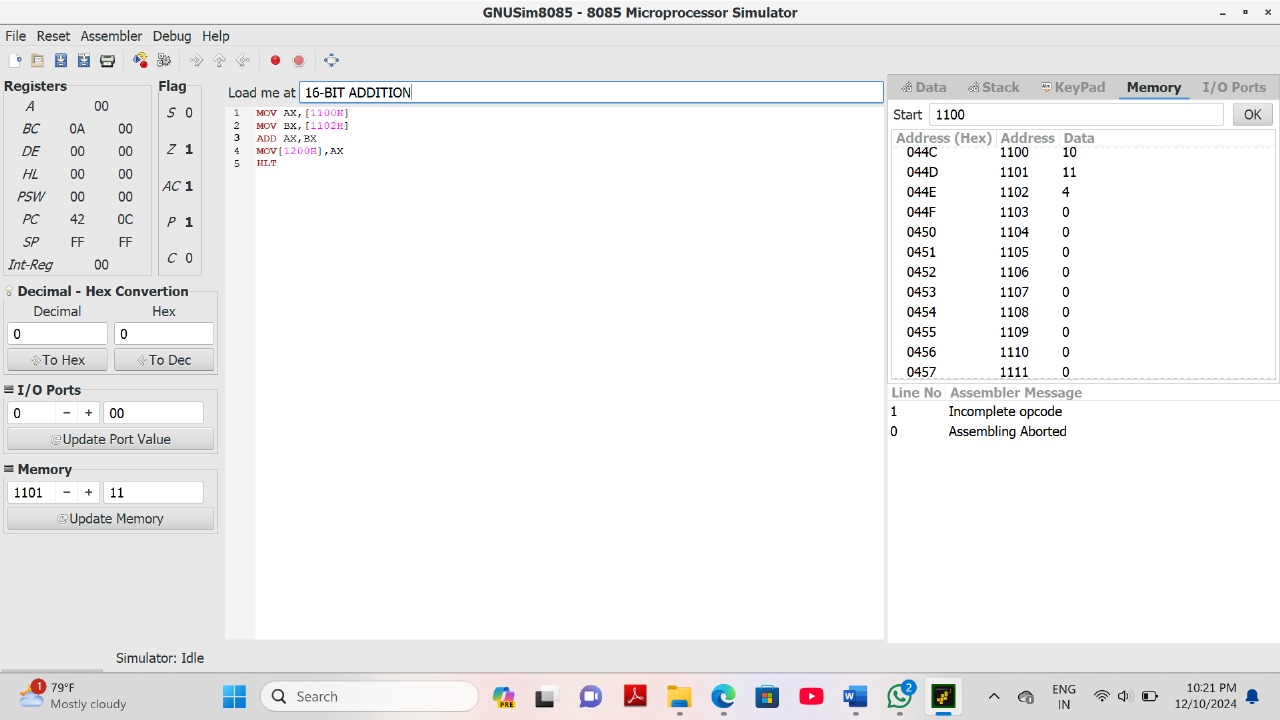 GNUSim8085 - 8085 Microprocessor Simulator
File Reset Assembler Debug Help
Registers
A 00
BC 0A 00
DE 00 00
HL 00 00
PSW 00 00
PC 42 0C
SP FF FF
Int-Reg 00
Flag
S 0
Z 1
AC 1
P 1
C 0
Decimal - Hex Convertion
Decimal Hex
0 0
To Hex To Dec
I/O Ports
0 - + 00
Update Port Value
Memory
1101 - + 11
Update Memory
Load me at 16-BIT ADDITION
1 MOV AX,[1100H]
2 MOV BX,[1102H]
3 ADD AX,BX
4 MOV[1200H],AX
5 HLT
Data Stack KeyPad Memory I/O Ports
Start 1100 OK
Address (Hex) Address Data
044C 1100 10
044D 1101 11
044E 1102 4
044F 1103 0
0450 1104 0
0451 1105 0
0452 1106 0
0453 1107 0
0454 1108 0
0455 1109 0
0456 1110 0
0457 1111 0
Line No Assembler Message
1 Incomplete opcode
0 Assembling Aborted
Simulator: Idle
1
79°F
Mostly cloudy
Search
PRE
2
ENG
IN
10:21 PM
12/10/2024